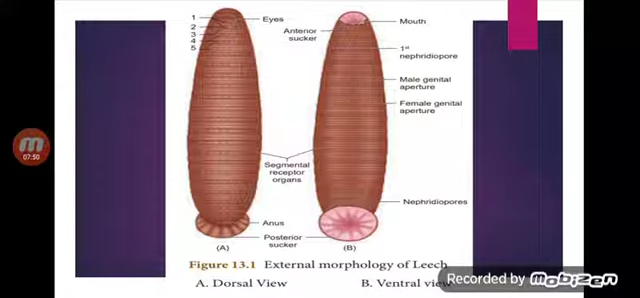 1
2
3
4
5
Eyes
Anterior
sucker
Mouth
1st
nephridiopore
Male genital
aperture
Female genital
aperture
Segmental
receptor
organs
Nephridiopores
Anus
Posterior
sucker
(A)
(B)
Figure 13.1 External morphology of Leech
A. Dorsal View
B. Ventral view
07:50
Recorded by mobizen